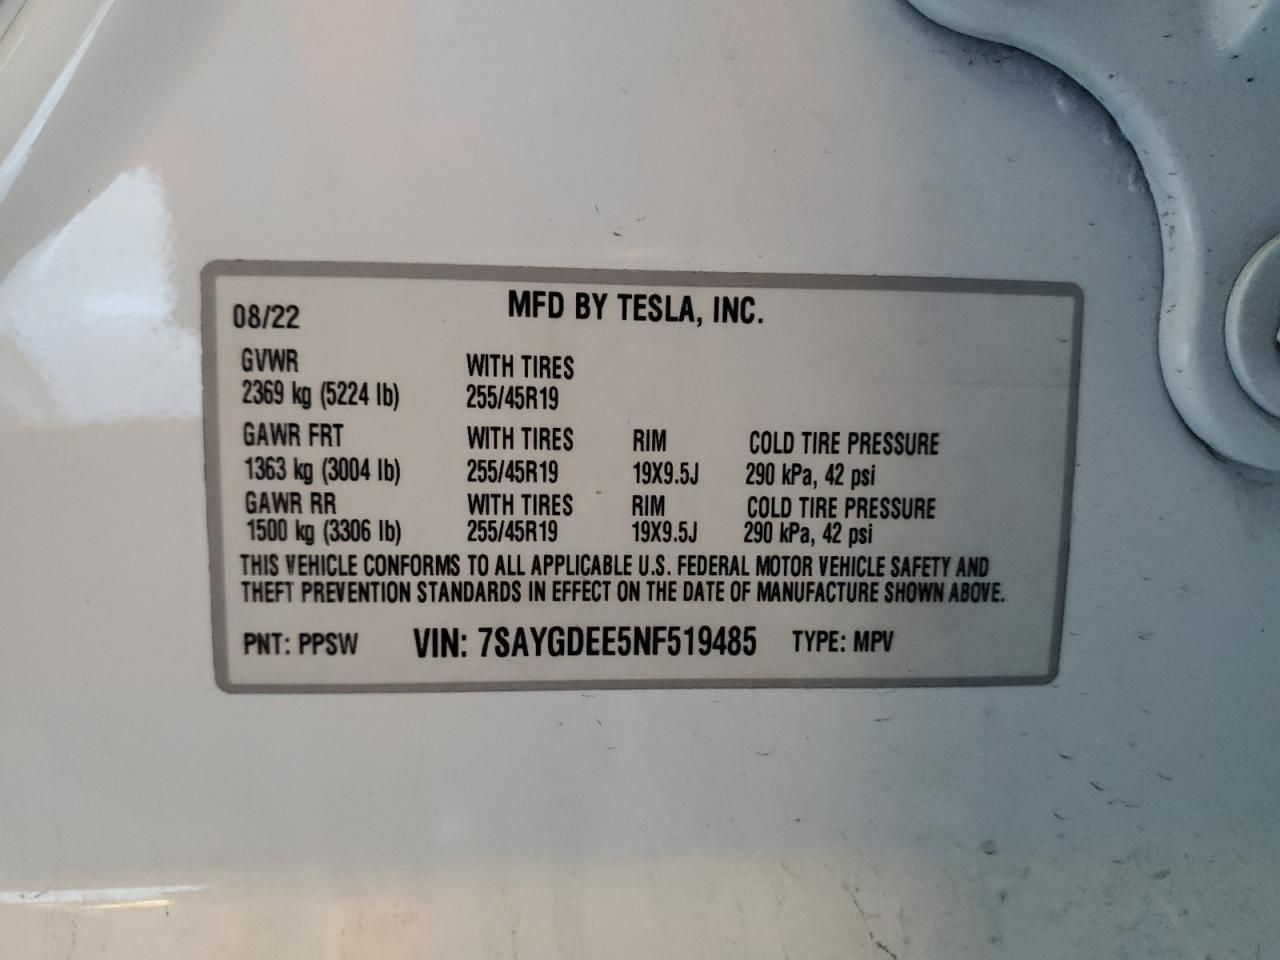 08/22 MFD BY TESLA, INC.
GVWR WITH TIRES
2369 kg (5224 lb) 255/45R19
GAWR FRT WITH TIRES RIM COLD TIRE PRESSURE
1363 kg (3004 lb) 255/45R19 19X9.5J 290 kPa, 42 psi
GAWR RR WITH TIRES RIM COLD TIRE PRESSURE
1500 kg (3306 lb) 255/45R19 19X9.5J 290 kPa, 42 psi
THIS VEHICLE CONFORMS TO ALL APPLICABLE U.S. FEDERAL MOTOR VEHICLE SAFETY AND
THEFT PREVENTION STANDARDS IN EFFECT ON THE DATE OF MANUFACTURE SHOWN ABOVE.
PNT: PPSW VIN: 7SAYGDEE5NF519485 TYPE: MPV